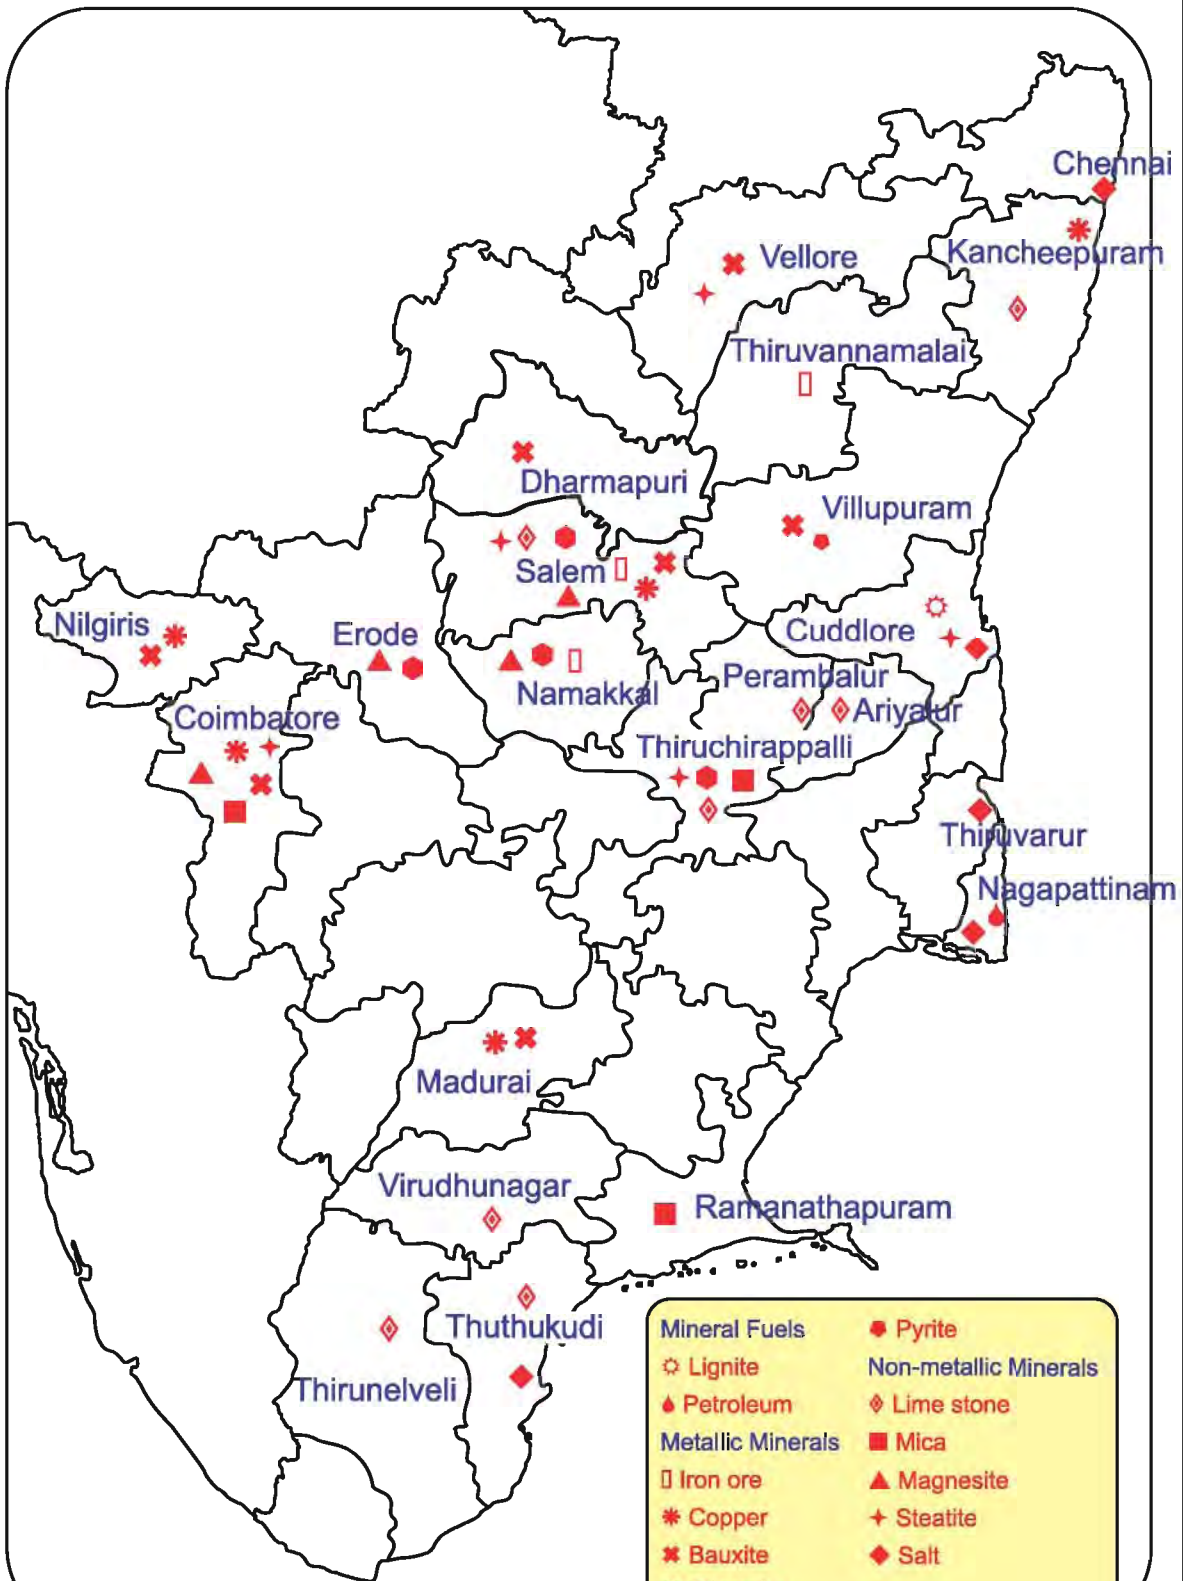 Chennai
Kancheepuram
Vellore
Thiruvannamalai
Dharmapuri
Villupuram
Salem
Nilgiris
Erode
Cuddlore
Namakkal
Perambalur
Ariyalur
Coimbatore
Thiruchirappalli
Thiruvarur
Nagapattinam
Madurai
Virudhunagar
Ramanathapuram
Thuthukudi
Thirunelveli
Mineral Fuels
Lignite
Petroleum
Metallic Minerals
Iron ore
Copper
Bauxite
Pyrite
Non-metallic Minerals
Lime stone
Mica
Magnesite
Steatite
Salt